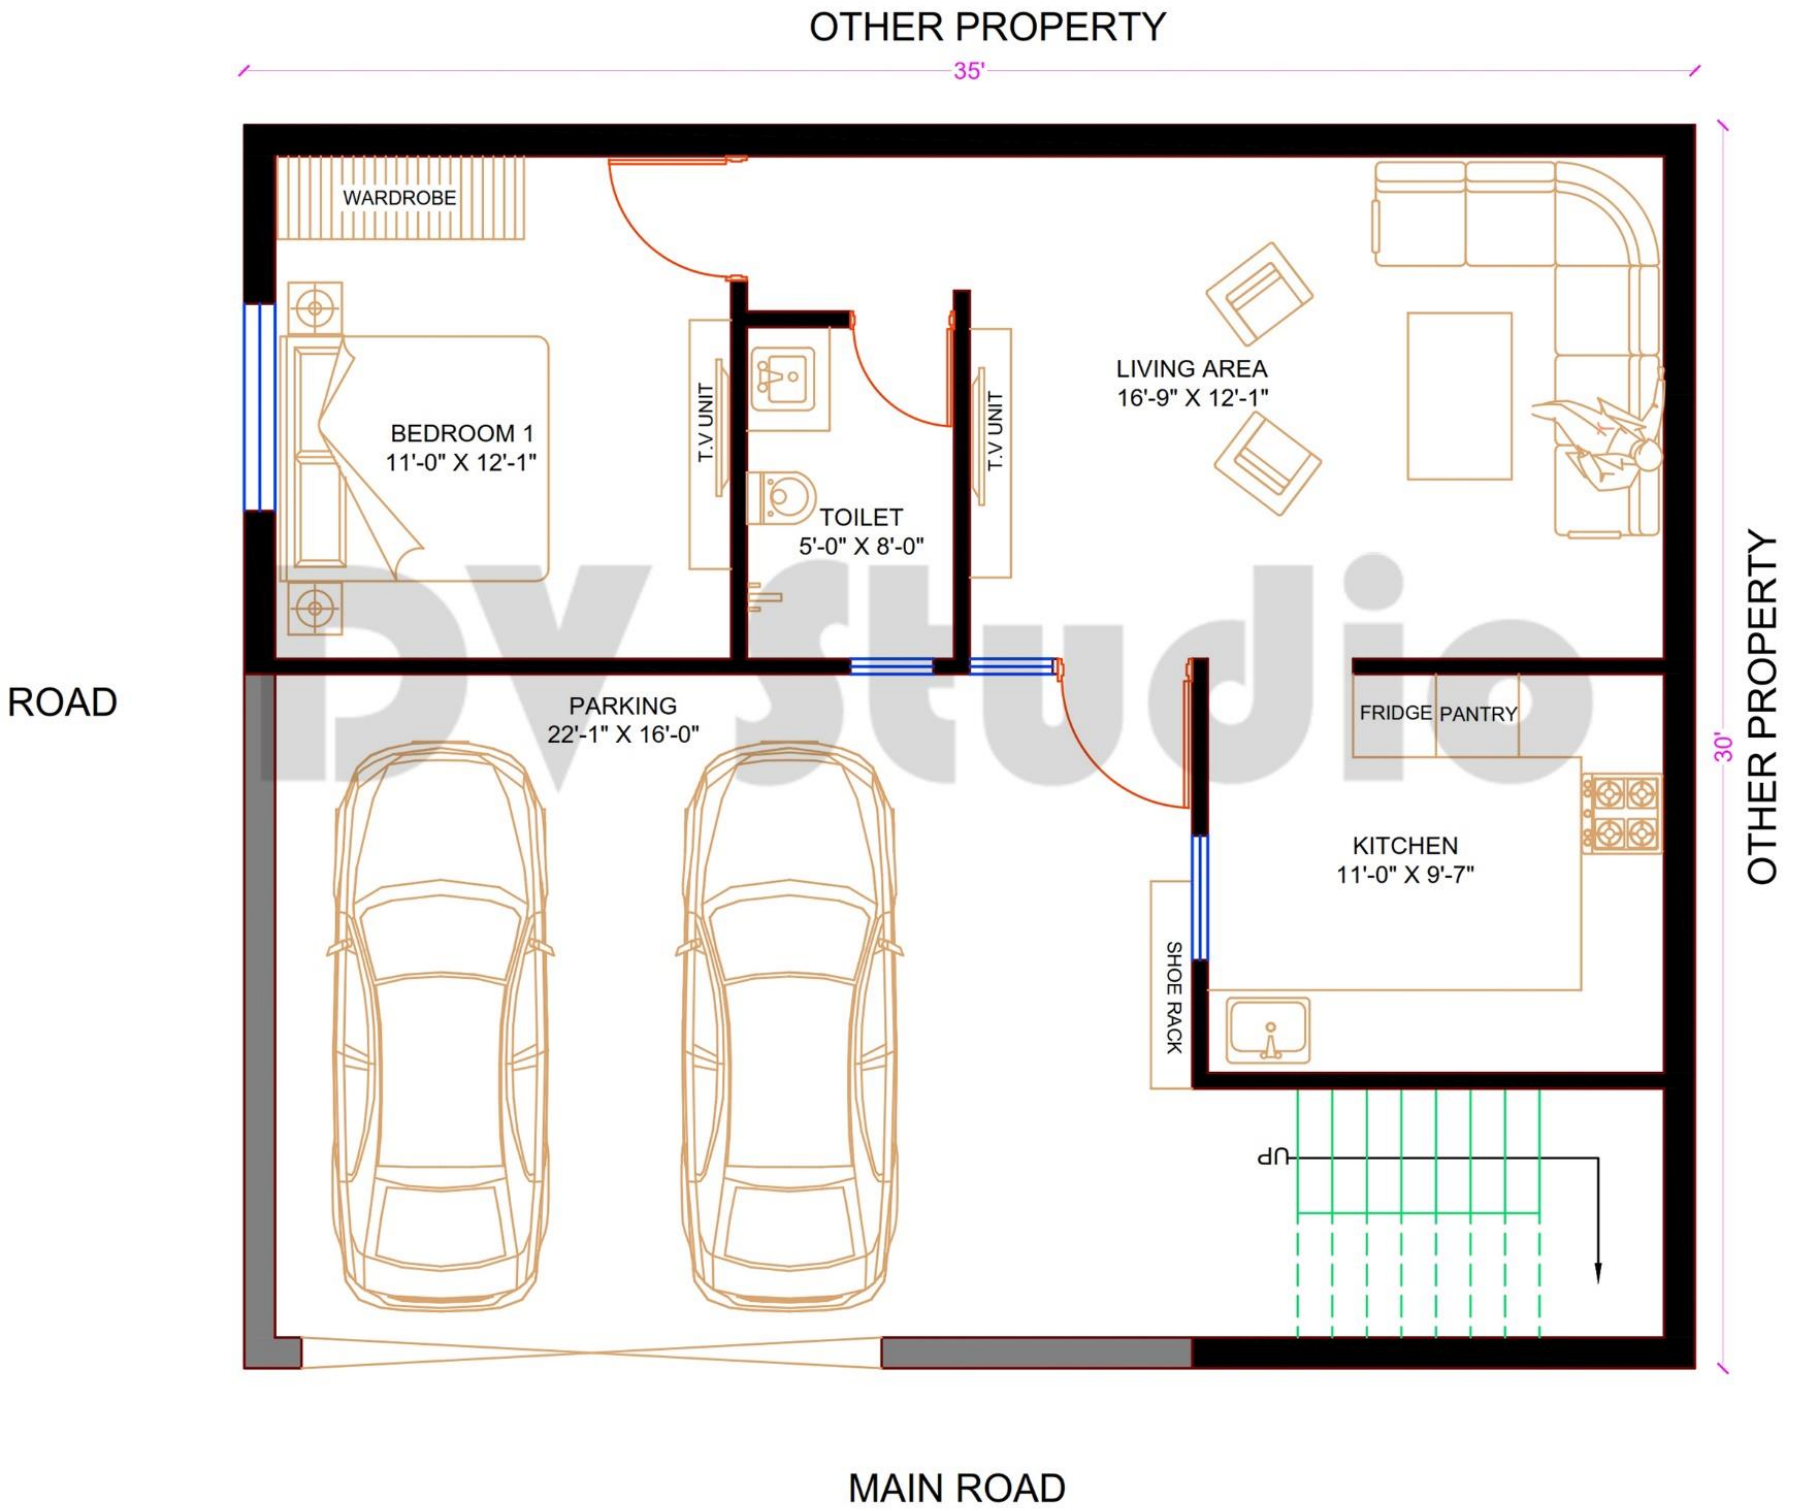 OTHER PROPERTY
35'
WARDROBE
LIVING AREA
16'-9" X 12'-1"
BEDROOM 1
11'-0" X 12'-1"
T.V UNIT
T.V UNIT
TOILET
5'-0" X 8'-0"
DV Studio
ROAD
PARKING
22'-1" X 16'-0"
FRIDGE
PANTRY
30'
OTHER PROPERTY
KITCHEN
11'-0" X 9'-7"
SHOE RACK
UP
MAIN ROAD